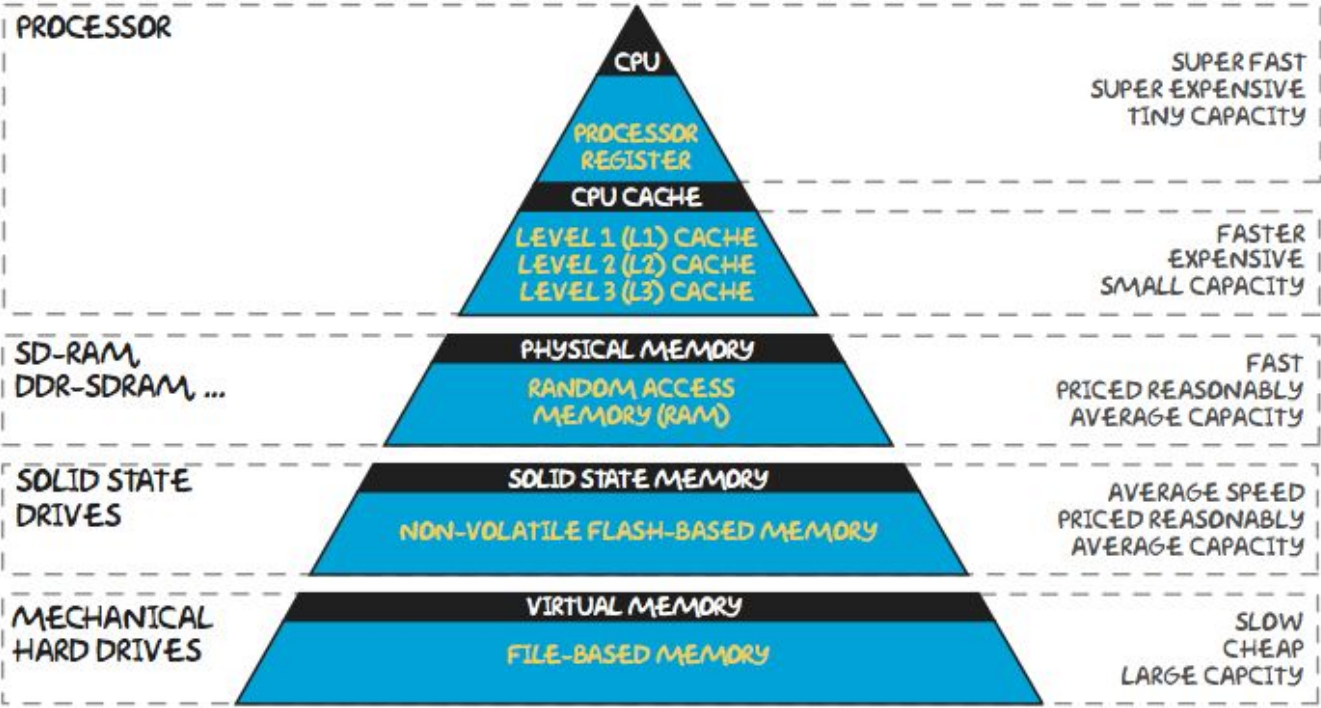 PROCESSOR
CPU
SUPER FAST
SUPER EXPENSIVE
TINY CAPACITY
PROCESSOR
REGISTER
CPU CACHE
LEVEL 1 (L1) CACHE
LEVEL 2 (L2) CACHE
LEVEL 3 (L3) CACHE
FASTER
EXPENSIVE
SMALL CAPACITY
SD-RAM,
DDR-SDRAM, ...
PHYSICAL MEMORY
RANDOM ACCESS
MEMORY (RAM)
FAST
PRICED REASONABLY
AVERAGE CAPACITY
SOLID STATE
DRIVES
SOLID STATE MEMORY
NON-VOLATILE FLASH-BASED MEMORY
AVERAGE SPEED
PRICED REASONABLY
AVERAGE CAPACITY
MECHANICAL
HARD DRIVES
VIRTUAL MEMORY
FILE-BASED MEMORY
SLOW
CHEAP
LARGE CAPCITY